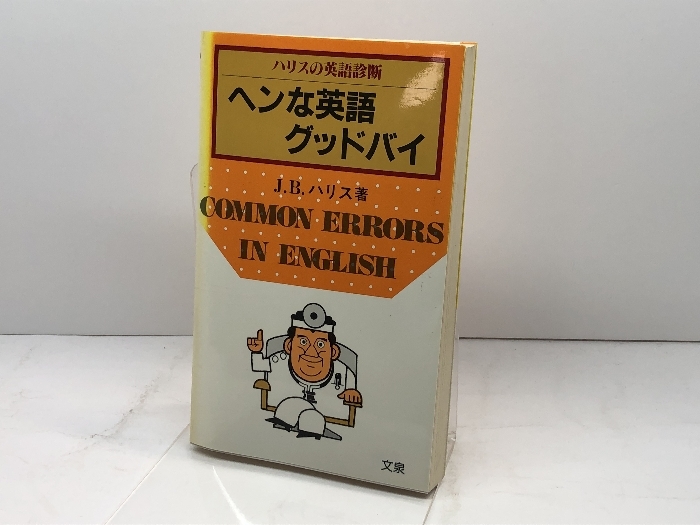 ハリスの英語診断
ヘンな英語
グッドバイ
J.B.ハリス著
COMMON ERRORS
IN ENGLISH
文泉